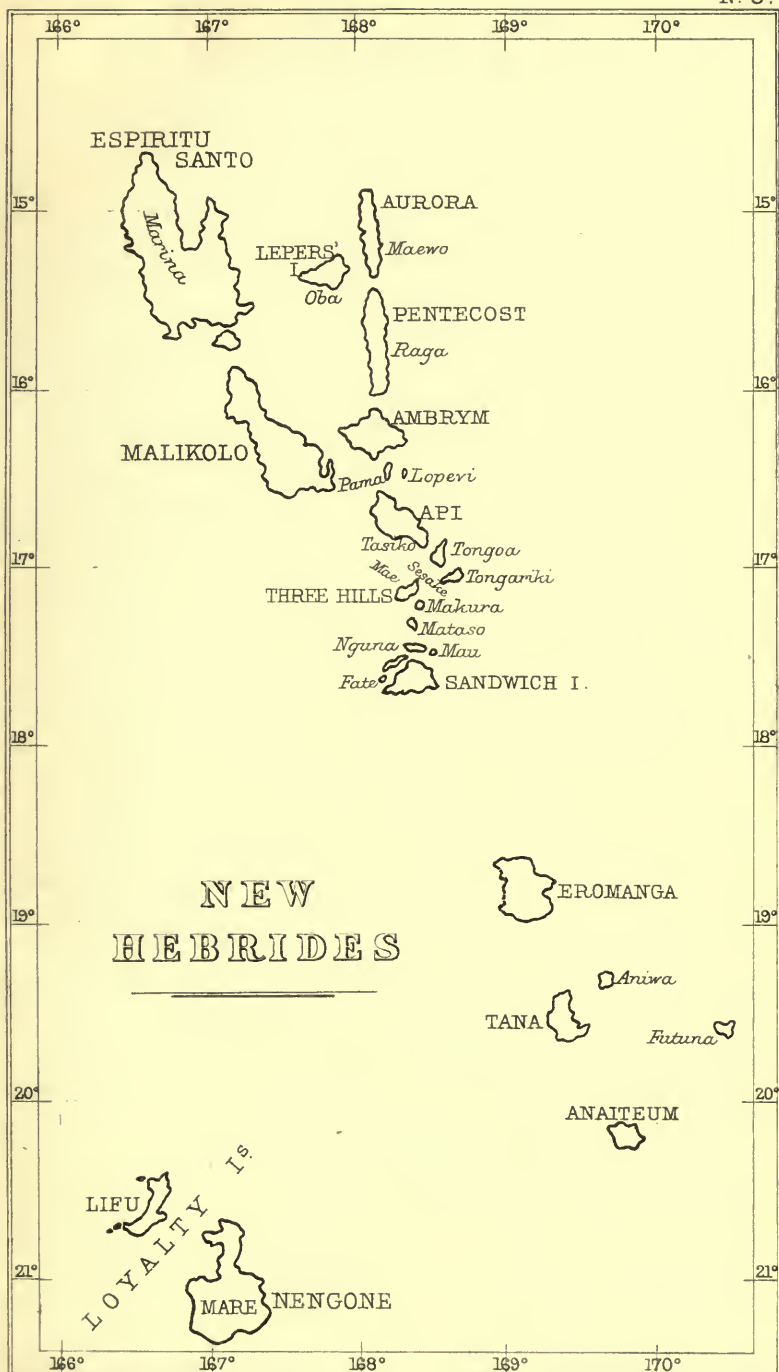 Nº 3.
166° 167° 168° 169° 170°
ESPIRITU
SANTO
Marina
AURORA
Maewo
15° 15°
LEPERS'
I.
Oba
PENTECOST
Raga
16° 16°
AMBRYM
MALIKOLO
Pama
Lopevi
API
Tasiko
Tongoa
17° 17°
Mae
Sesake
Tongariki
THREE HILLS
Makura
Mataso
Nguna
Mau
Fate
SANDWICH I.
18° 18°
NEW
HEBRIDES
EROMANGA
19° 19°
Aniwa
TANA
Futuna
20° 20°
ANAITEUM
LIFU
LOYALTY Is
21° 21°
MARE
NENGONE
166° 167° 168° 169° 170°